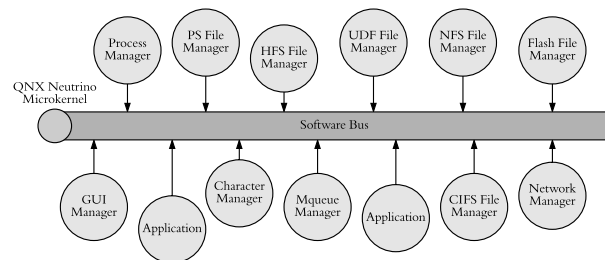 Process
Manager
PS File
Manager
HFS File
Manager
UDF File
Manager
NFS File
Manager
Flash File
Manager
QNX Neutrino
Microkernel
Software Bus
GUI
Manager
Application
Character
Manager
Mqueue
Manager
Application
CIFS File
Manager
Network
Manager